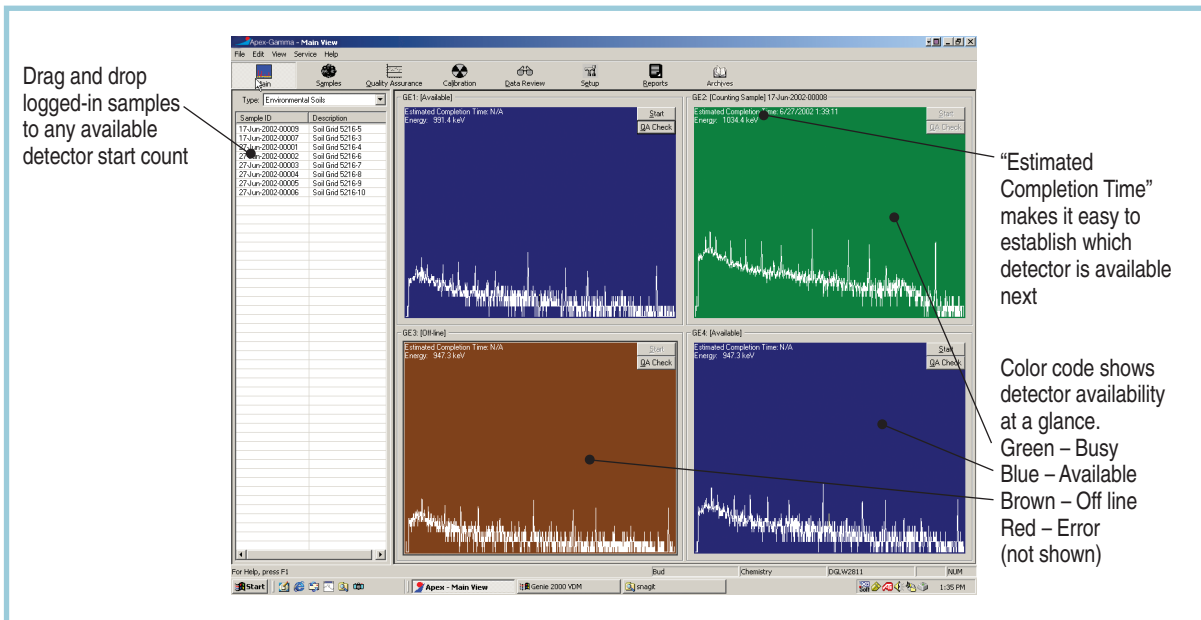 Drag and drop
logged-in samples
to any available
detector start count
Apex-Gamma - Main View
File Edit View Service Help
Main Samples Quality Assurance Calibration Data Review Setup Reports Archives
Type: Environmental Soils
Sample ID Description
17-Jun-2002-00009 Soil Grid 5216-5
17-Jun-2002-00007 Soil Grid 5216-3
27-Jun-2002-00001 Soil Grid 5216-4
27-Jun-2002-00002 Soil Grid 5216-6
27-Jun-2002-00003 Soil Grid 5216-7
27-Jun-2002-00004 Soil Grid 5216-8
27-Jun-2002-00005 Soil Grid 5216-9
27-Jun-2002-00006 Soil Grid 5216-10
GE1: [Available]
Estimated Completion Time: N/A
Energy: 991.4 keV
Start
QA Check
GE2: [Counting Sample] 17-Jun-2002-00008
Estimated Completion Time: 6/27/2002 1:39:11
Energy: 1034.4 keV
Start
QA Check
GE3: [Off-line]
Estimated Completion Time: N/A
Energy: 947.3 keV
Start
QA Check
GE4: [Available]
Estimated Completion Time: N/A
Energy: 947.3 keV
Start
QA Check
For Help, press F1 Bud Chemistry DGLW2811 NUM
Start Apex - Main View Genie 2000 VDM snagit 1:35 PM
“Estimated
Completion Time”
makes it easy to
establish which
detector is available
next
Color code shows
detector availability
at a glance.
Green – Busy
Blue – Available
Brown – Off line
Red – Error
(not shown)